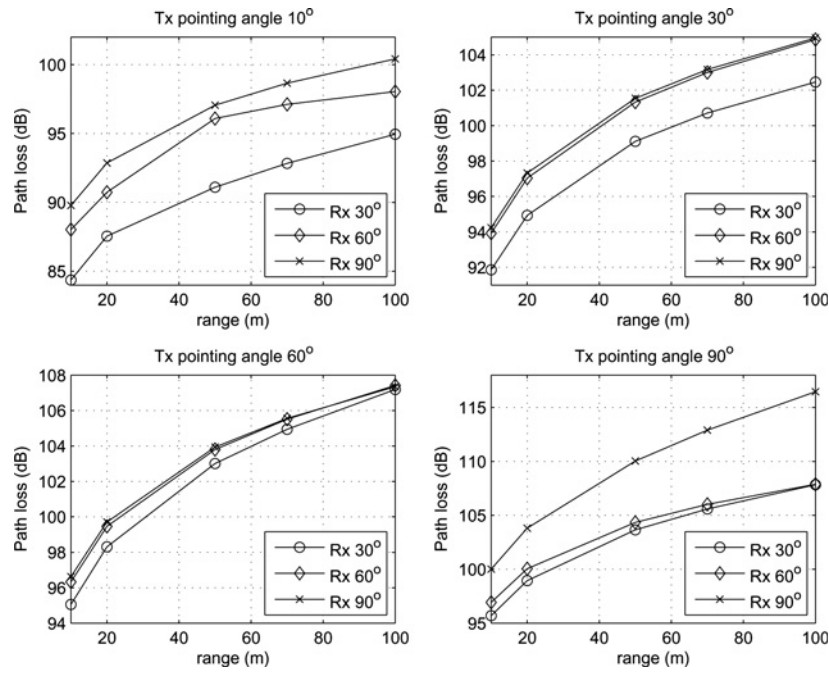 Tx pointing angle 10°
Path loss (dB)
100
95
90
85
20 40 60 80 100
range (m)
Rx 30°
Rx 60°
Rx 90°
Tx pointing angle 30°
Path loss (dB)
104
102
100
98
96
94
92
20 40 60 80 100
range (m)
Rx 30°
Rx 60°
Rx 90°
Tx pointing angle 60°
Path loss (dB)
108
106
104
102
100
98
96
94
20 40 60 80 100
range (m)
Rx 30°
Rx 60°
Rx 90°
Tx pointing angle 90°
Path loss (dB)
115
110
105
100
95
20 40 60 80 100
range (m)
Rx 30°
Rx 60°
Rx 90°